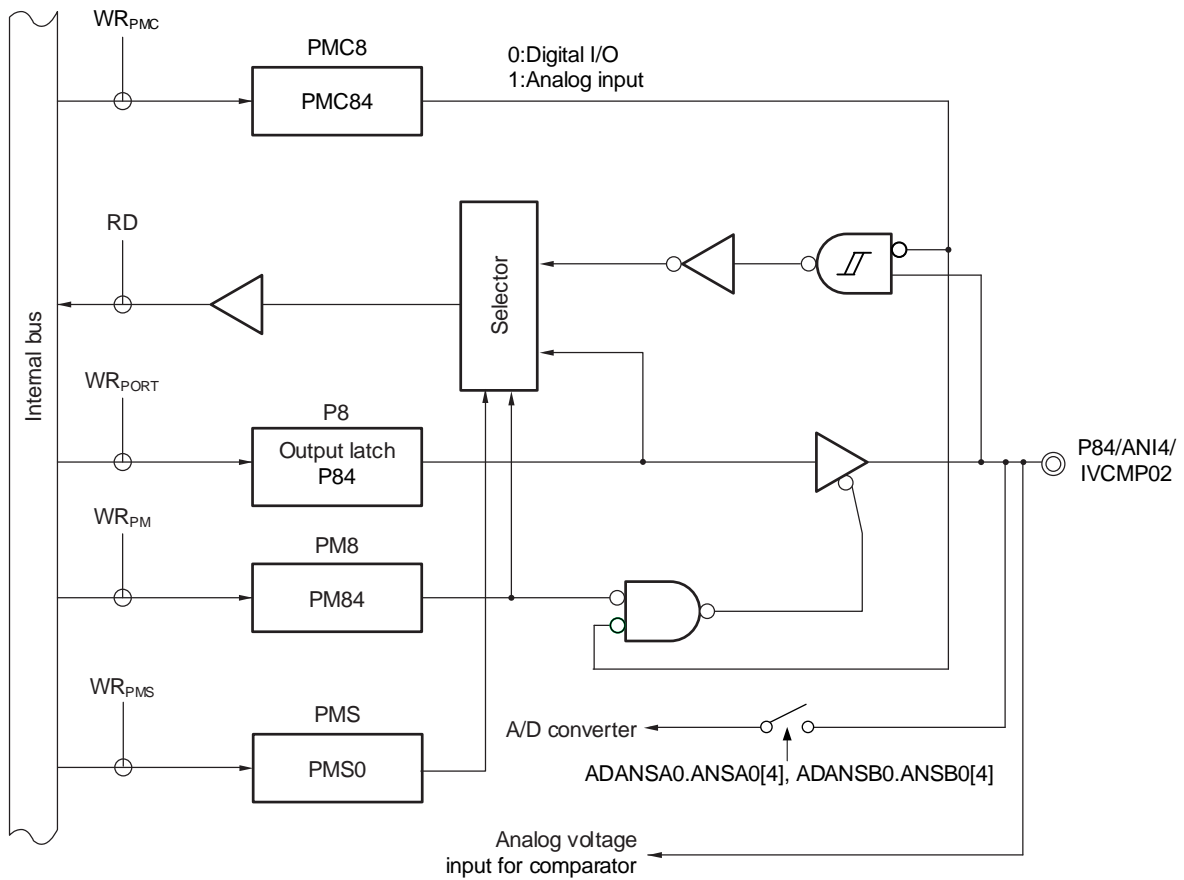 WRPMC
PMC8
PMC84
0:Digital I/O
1:Analog input
RD
Selector
Internal bus
WRPORT
P8
Output latch
P84
P84/ANI4/
IVCMP02
WRPM
PM8
PM84
WRPMS
PMS
PMS0
A/D converter
ADANSA0.ANSA0[4], ADANSB0.ANSB0[4]
Analog voltage
input for comparator